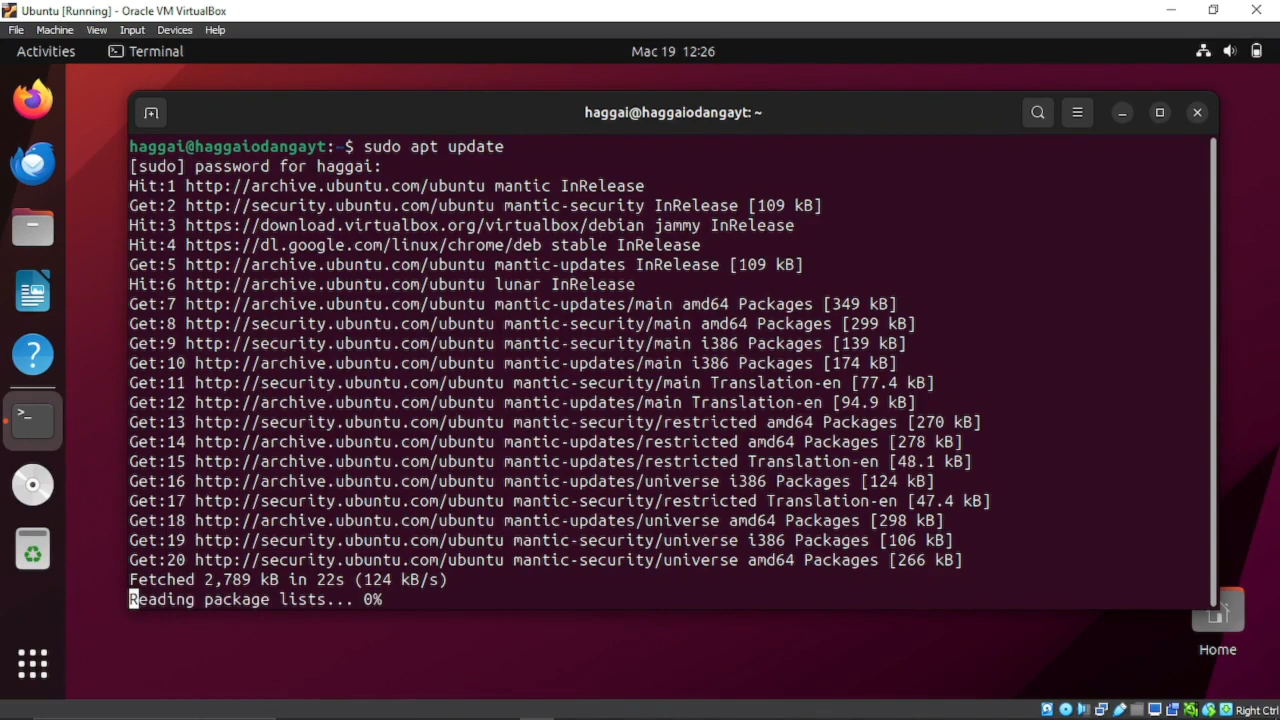 Ubuntu [Running] - Oracle VM VirtualBox
File Machine View Input Devices Help
Activities Terminal Mac 19 12:26
haggai@haggaiodangayt: ~
haggai@haggaiodangayt:~$ sudo apt update
[sudo] password for haggai:
Hit:1 http://archive.ubuntu.com/ubuntu mantic InRelease
Get:2 http://security.ubuntu.com/ubuntu mantic-security InRelease [109 kB]
Hit:3 https://download.virtualbox.org/virtualbox/debian jammy InRelease
Hit:4 https://dl.google.com/linux/chrome/deb stable InRelease
Get:5 http://archive.ubuntu.com/ubuntu mantic-updates InRelease [109 kB]
Hit:6 http://archive.ubuntu.com/ubuntu lunar InRelease
Get:7 http://archive.ubuntu.com/ubuntu mantic-updates/main amd64 Packages [349 kB]
Get:8 http://security.ubuntu.com/ubuntu mantic-security/main amd64 Packages [299 kB]
Get:9 http://security.ubuntu.com/ubuntu mantic-security/main i386 Packages [139 kB]
Get:10 http://archive.ubuntu.com/ubuntu mantic-updates/main i386 Packages [174 kB]
Get:11 http://security.ubuntu.com/ubuntu mantic-security/main Translation-en [77.4 kB]
Get:12 http://archive.ubuntu.com/ubuntu mantic-updates/main Translation-en [94.9 kB]
Get:13 http://security.ubuntu.com/ubuntu mantic-security/restricted amd64 Packages [270 kB]
Get:14 http://archive.ubuntu.com/ubuntu mantic-updates/restricted amd64 Packages [278 kB]
Get:15 http://archive.ubuntu.com/ubuntu mantic-updates/restricted Translation-en [48.1 kB]
Get:16 http://archive.ubuntu.com/ubuntu mantic-updates/universe i386 Packages [124 kB]
Get:17 http://security.ubuntu.com/ubuntu mantic-security/restricted Translation-en [47.4 kB]
Get:18 http://archive.ubuntu.com/ubuntu mantic-updates/universe amd64 Packages [298 kB]
Get:19 http://security.ubuntu.com/ubuntu mantic-security/universe i386 Packages [106 kB]
Get:20 http://security.ubuntu.com/ubuntu mantic-security/universe amd64 Packages [266 kB]
Fetched 2,789 kB in 22s (124 kB/s)
Reading package lists... 0%
Home
Right Ctrl